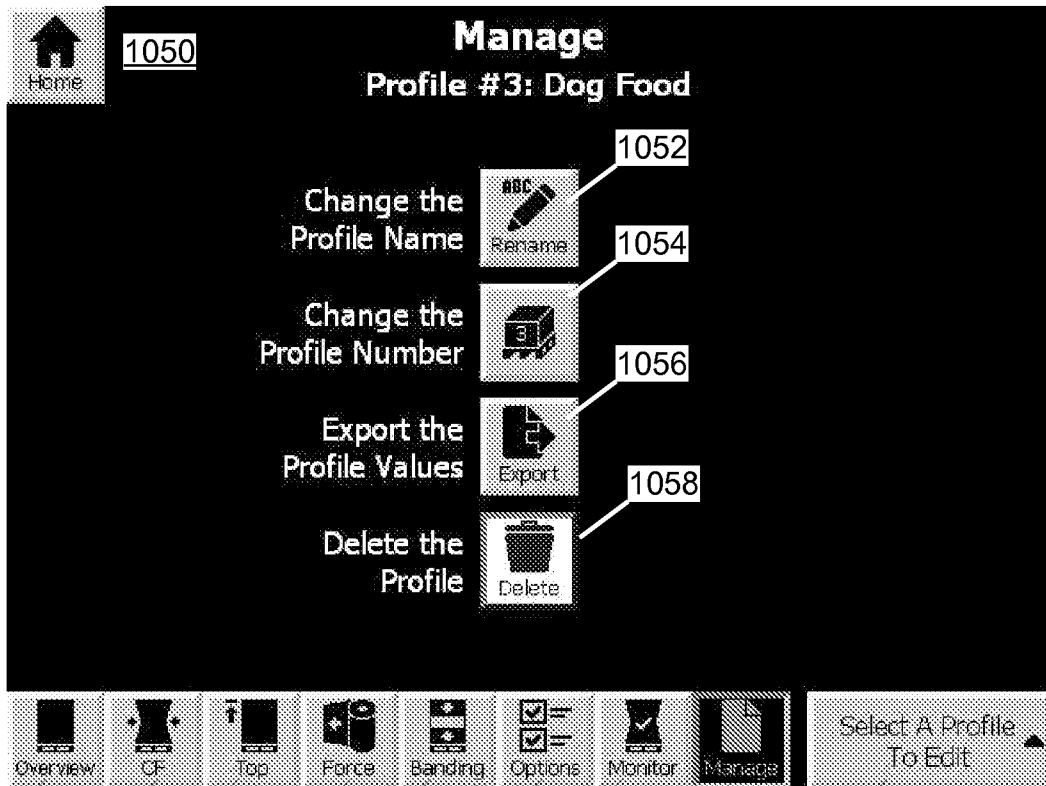 Home
1050
Manage
Profile #3: Dog Food
1052
Change the
Profile Name
ABC
Rename
1054
Change the
Profile Number
3
1056
Export the
Profile Values
Export
1058
Delete the
Profile
Delete
Overview
CF
Top
Force
Banding
Options
Monitor
Manage
Select A Profile
To Edit